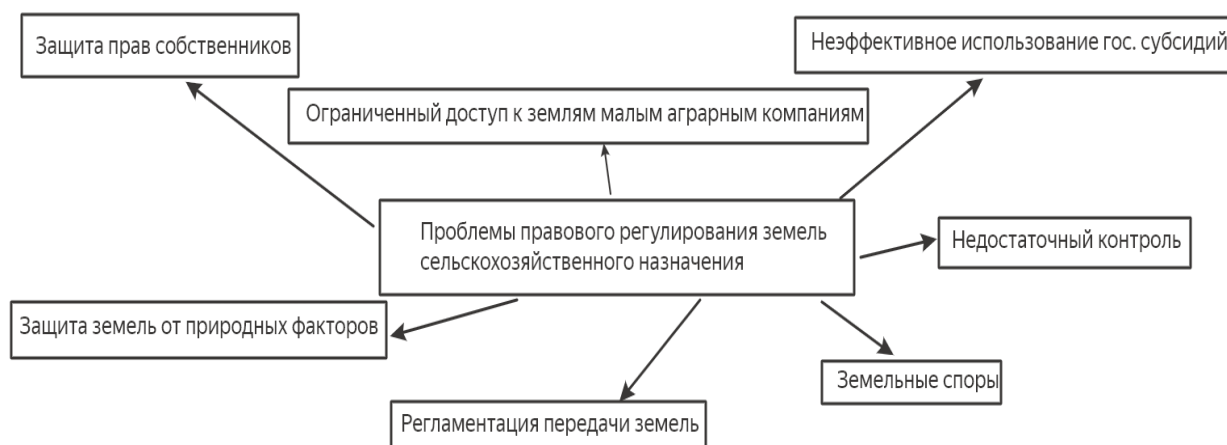 Защита прав собственников
Неэффективное использование гос. субсидий
Ограниченный доступ к землям малым аграрным компаниям
Проблемы правового регулирования земель
сельскохозяйственного назначения
Недостаточный контроль
Защита земель от природных факторов
Земельные споры
Регламентация передачи земель